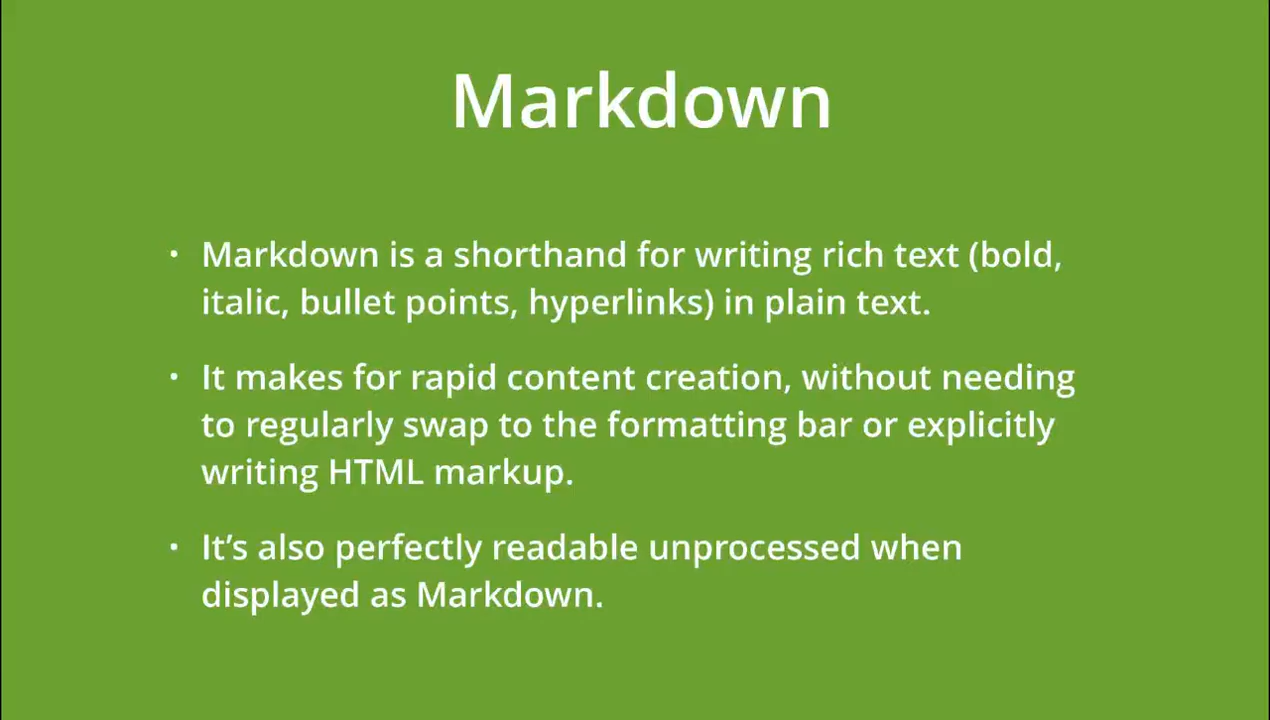 Markdown
• Markdown is a shorthand for writing rich text (bold,
italic, bullet points, hyperlinks) in plain text.
• It makes for rapid content creation, without needing
to regularly swap to the formatting bar or explicitly
writing HTML markup.
• It’s also perfectly readable unprocessed when
displayed as Markdown.